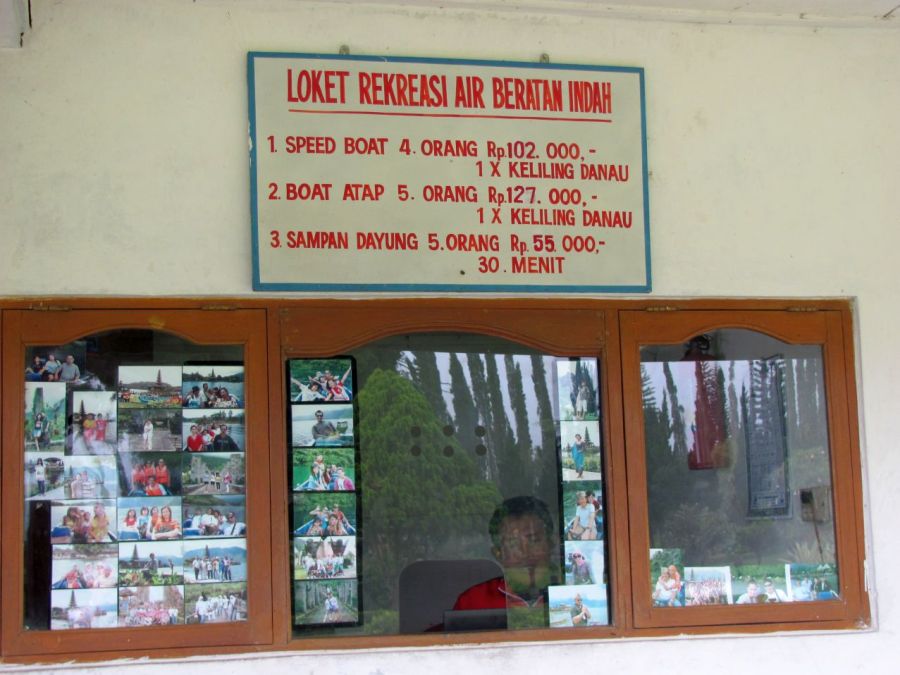 LOKET REKREASI AIR BERATAN INDAH
1. SPEED BOAT 4. ORANG Rp.102.000,-
1 X KELILING DANAU
2. BOAT ATAP 5. ORANG Rp.127.000,-
1 X KELILING DANAU
3. SAMPAN DAYUNG 5.ORANG Rp.55.000,-
30. MENIT